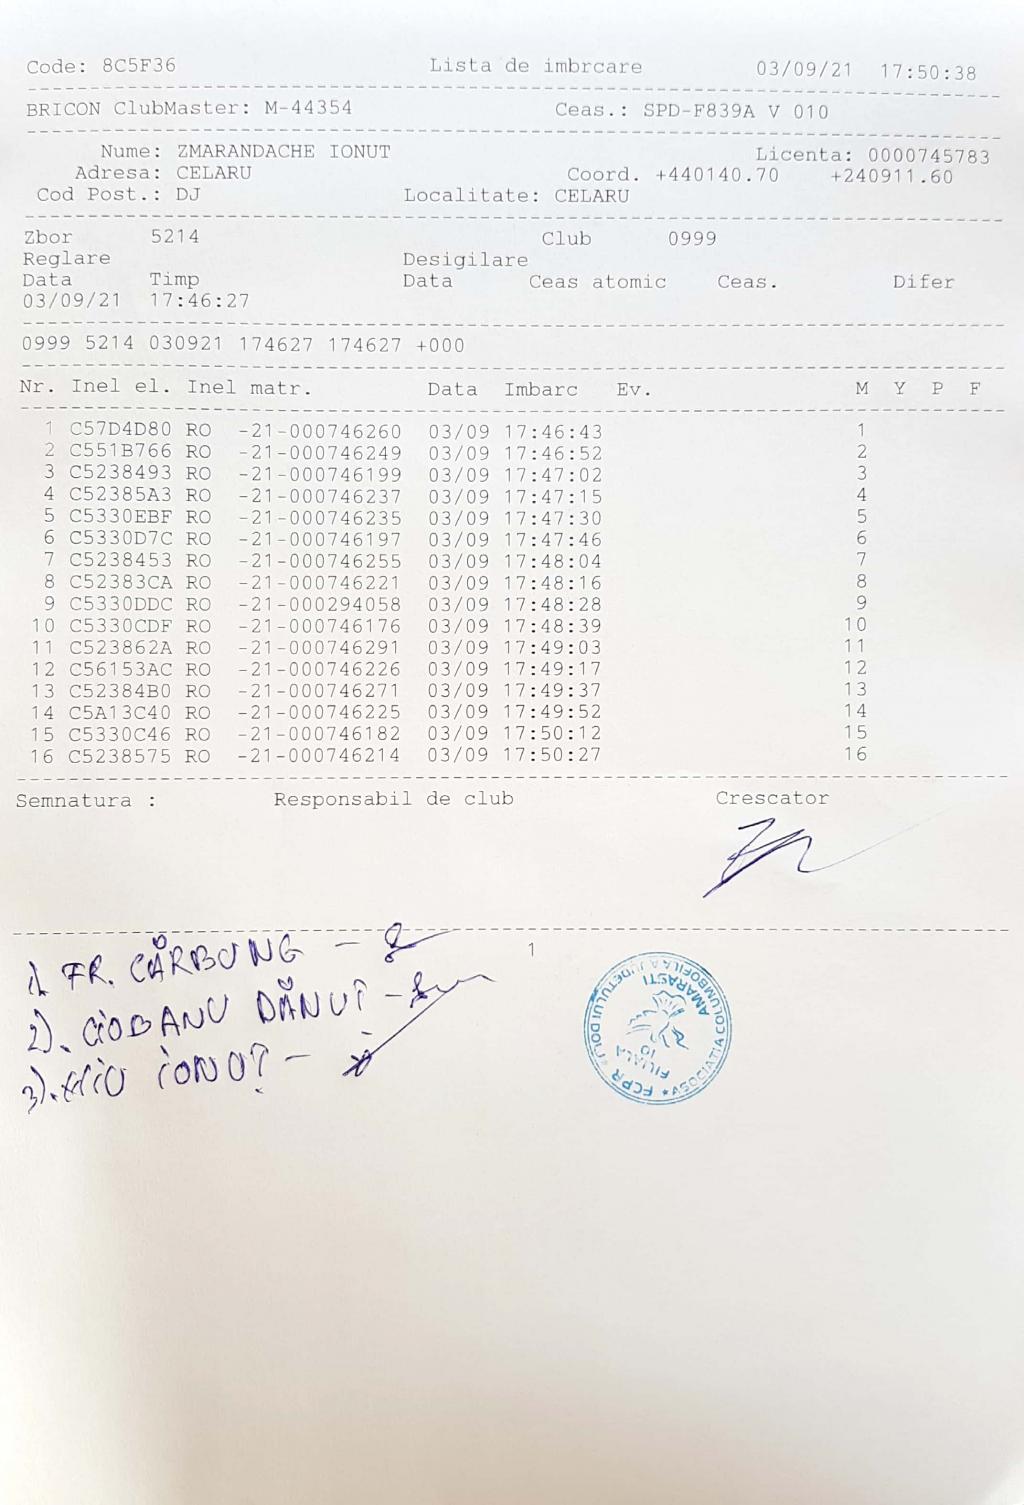 Code: 8C5F36 Lista de imbrcare 03/09/21 17:50:38
BRICON ClubMaster: M-44354 Ceas.: SPD-F839A V 010
Nume: ZMARANDACHE IONUT Licenta: 0000745783
Adresa: CELARU Coord. +440140.70 +240911.60
Cod Post.: DJ Localitate: CELARU
Zbor 5214 Club 0999
Reglare Desigilare
Data Timp Data Ceas atomic Ceas. Difer
03/09/21 17:46:27
0999 5214 030921 174627 174627 +000
Nr. Inel el. Inel matr. Data Imbarc Ev. M Y P F
1 C57D4D80 RO -21-000746260 03/09 17:46:43 1
2 C551B766 RO -21-000746249 03/09 17:46:52 2
3 C5238493 RO -21-000746199 03/09 17:47:02 3
4 C52385A3 RO -21-000746237 03/09 17:47:15 4
5 C5330EBF RO -21-000746235 03/09 17:47:30 5
6 C5330D7C RO -21-000746197 03/09 17:47:46 6
7 C5238453 RO -21-000746255 03/09 17:48:04 7
8 C52383CA RO -21-000746221 03/09 17:48:16 8
9 C5330DDC RO -21-000294058 03/09 17:48:28 9
10 C5330CDF RO -21-000746176 03/09 17:48:39 10
11 C523862A RO -21-000746291 03/09 17:49:03 11
12 C56153AC RO -21-000746226 03/09 17:49:17 12
13 C52384B0 RO -21-000746271 03/09 17:49:37 13
14 C5A13C40 RO -21-000746225 03/09 17:49:52 14
15 C5330C46 RO -21-000746182 03/09 17:50:12 15
16 C5238575 RO -21-000746214 03/09 17:50:27 16
Semnatura : Responsabil de club Crescator
1
1). FR. CĂRBUNG -
2). CIOBANU DĂNUȚ -
3). IONUȚ -
FCPR * ASOCIATIA COLUMBOFILA A JUDETULUI DOLJ
AMARASTI
FILIALA
10